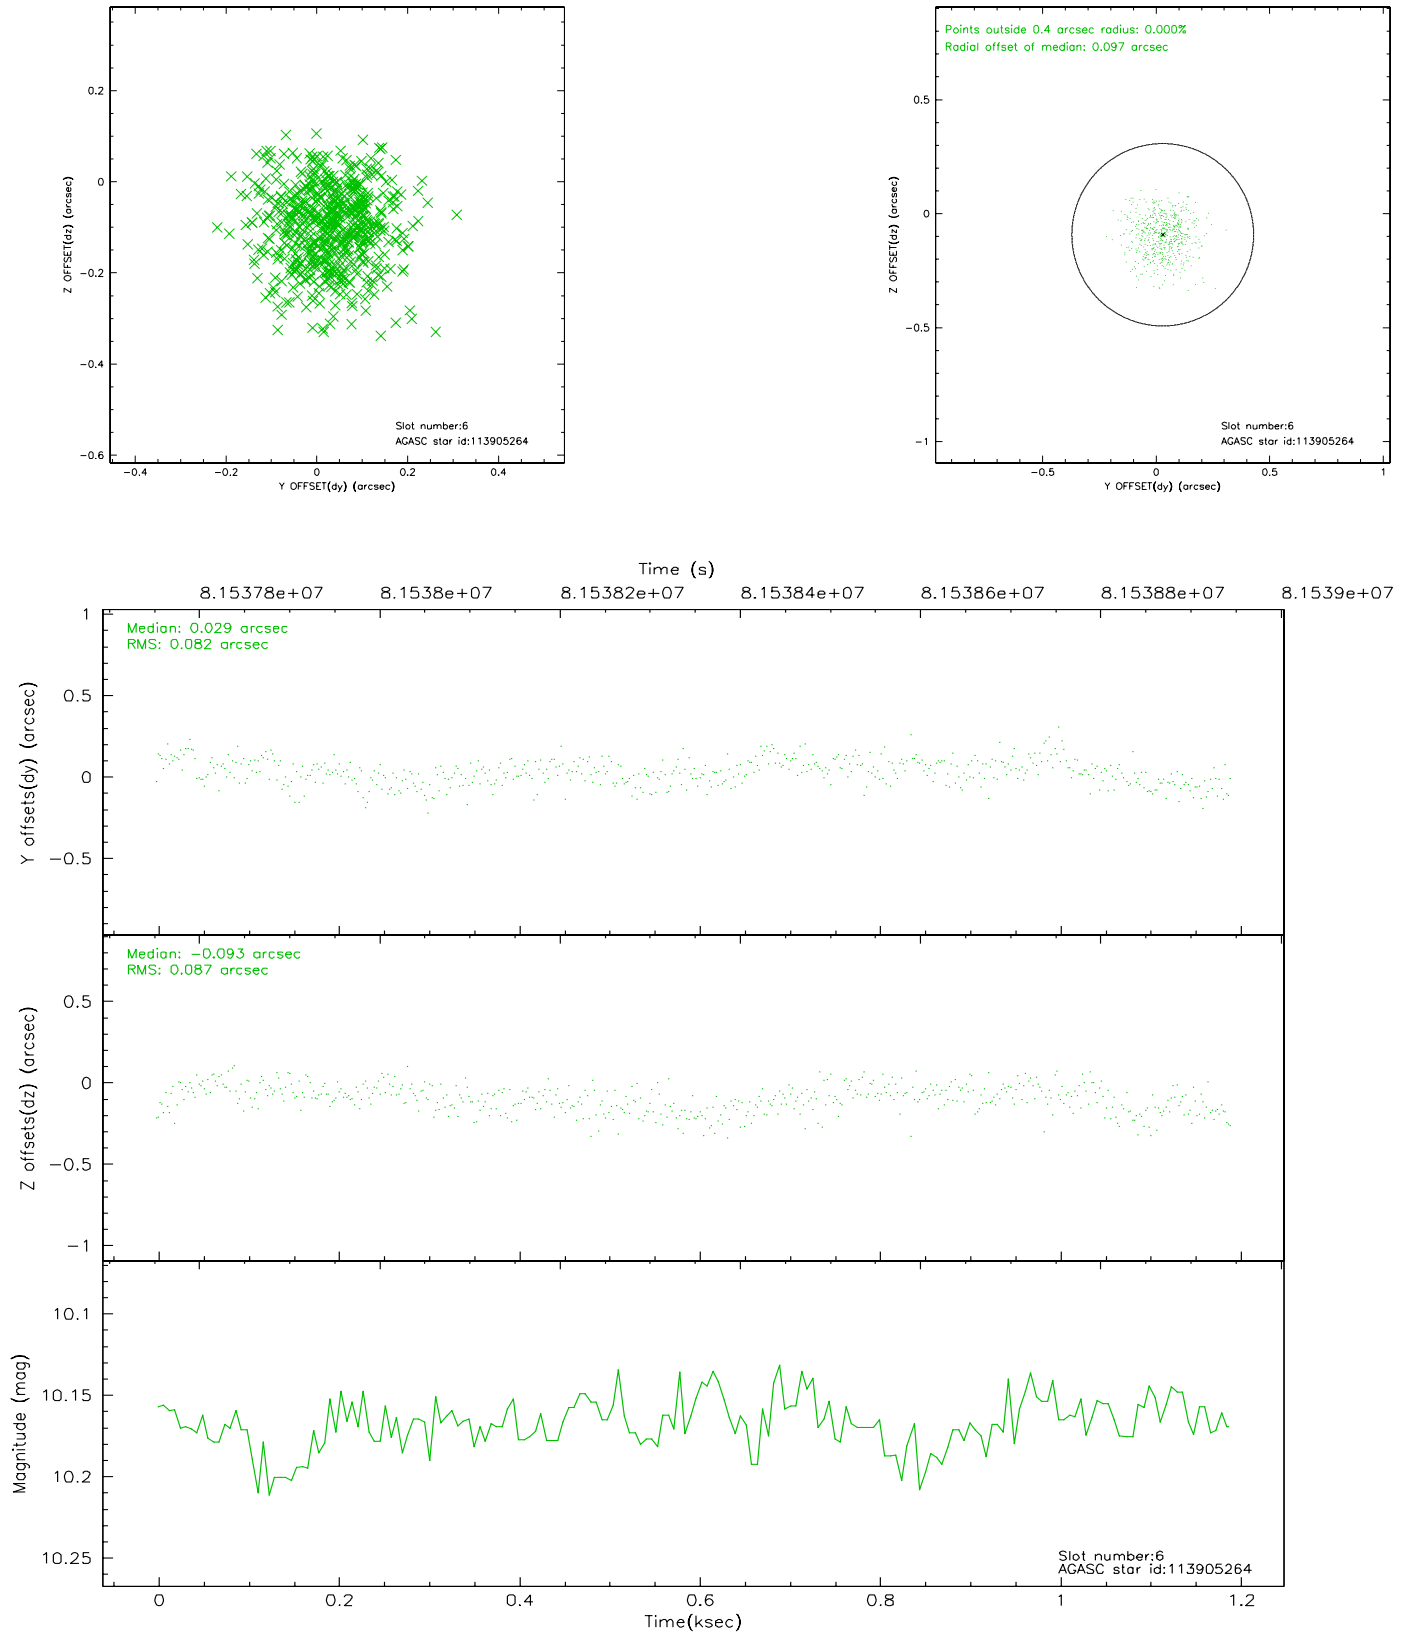 0.2
0
−0.2
−0.4
−0.6
Z OFFSET(dz) (arcsec)
−0.4
−0.2
0
0.2
0.4
Y OFFSET(dy) (arcsec)
Slot number:6
AGASC star id:113905264
Points outside 0.4 arcsec radius: 0.000%
Radial offset of median: 0.097 arcsec
0.5
0
−0.5
−1
Z OFFSET(dz) (arcsec)
−0.5
0
0.5
1
Y OFFSET(dy) (arcsec)
Slot number:6
AGASC star id:113905264
Time (s)
8.15378e+07
8.1538e+07
8.15382e+07
8.15384e+07
8.15386e+07
8.15388e+07
8.1539e+07
Median: 0.029 arcsec
RMS: 0.082 arcsec
1
0.5
0
−0.5
Y offsets(dy) (arcsec)
Median: −0.093 arcsec
RMS: 0.087 arcsec
0.5
0
−0.5
−1
Z offsets(dz) (arcsec)
10.1
10.15
10.2
10.25
Magnitude (mag)
Slot number:6
AGASC star id:113905264
0
0.2
0.4
0.6
0.8
1
1.2
Time(ksec)